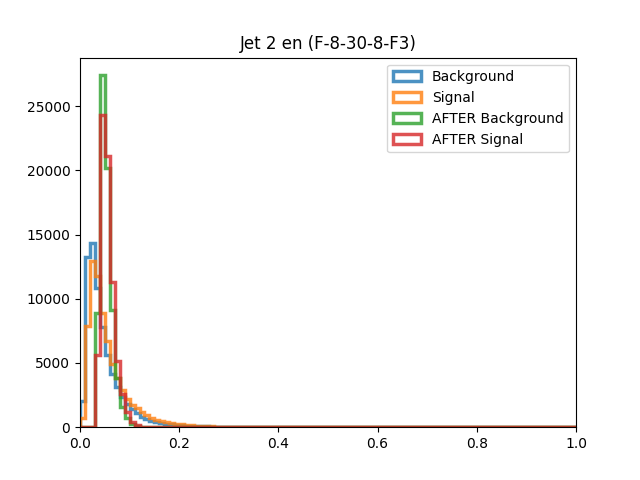 Jet 2 en (F-8-30-8-F3)
Background
Signal
AFTER Background
AFTER Signal
25000
20000
15000
10000
5000
0
0.0 0.2 0.4 0.6 0.8 1.0